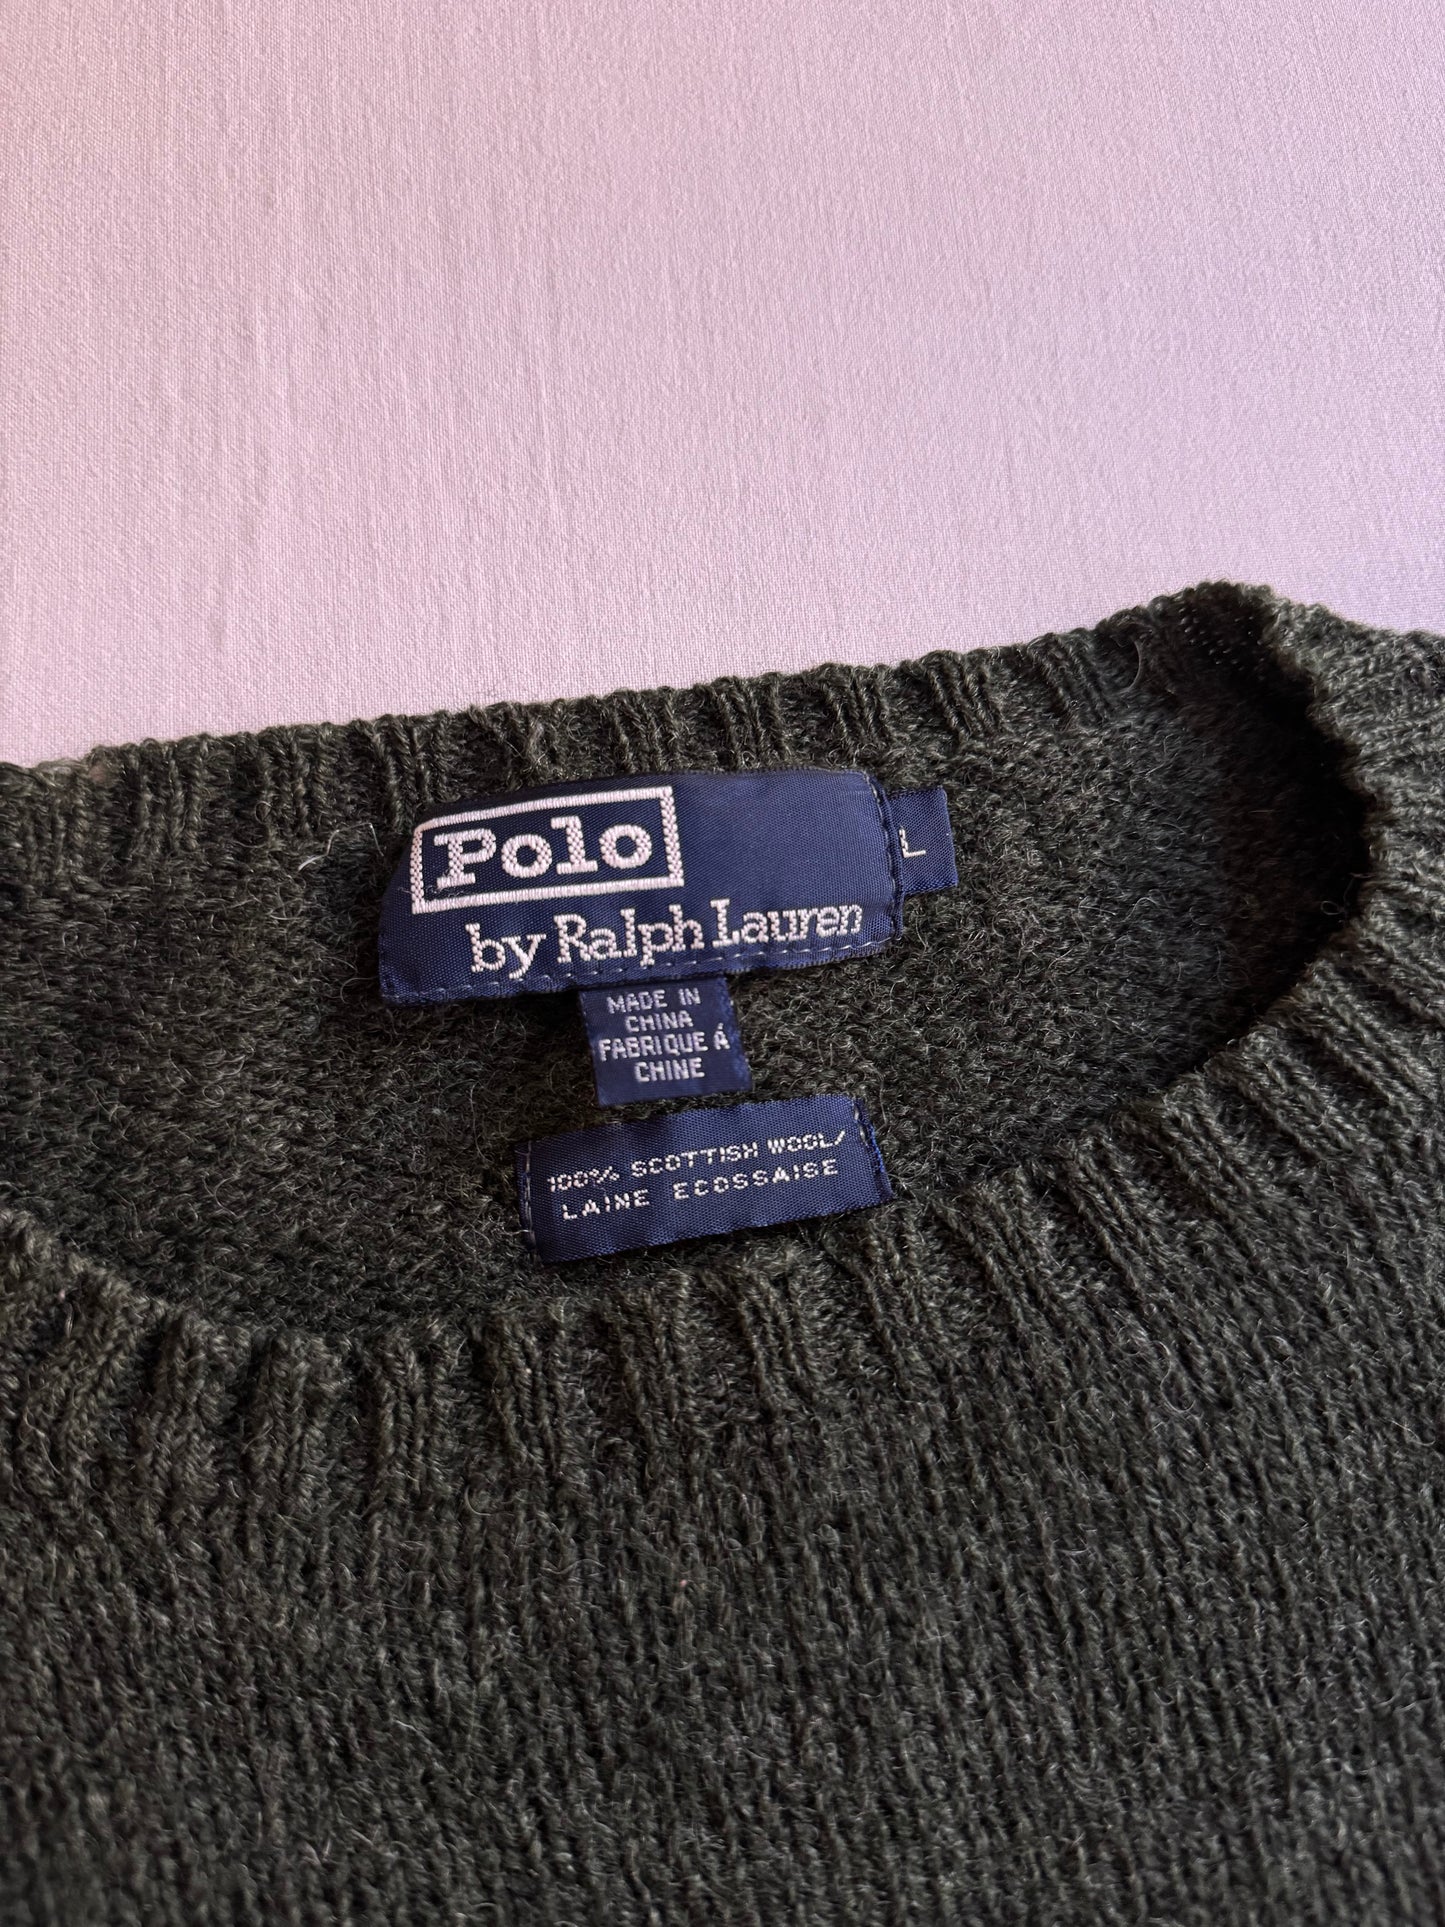 Polo
by Ralph Lauren
L
MADE IN
CHINA
FABRIQUE Á
CHINE
100% SCOTTISH WOOL/
LAINE ECOSSAISE